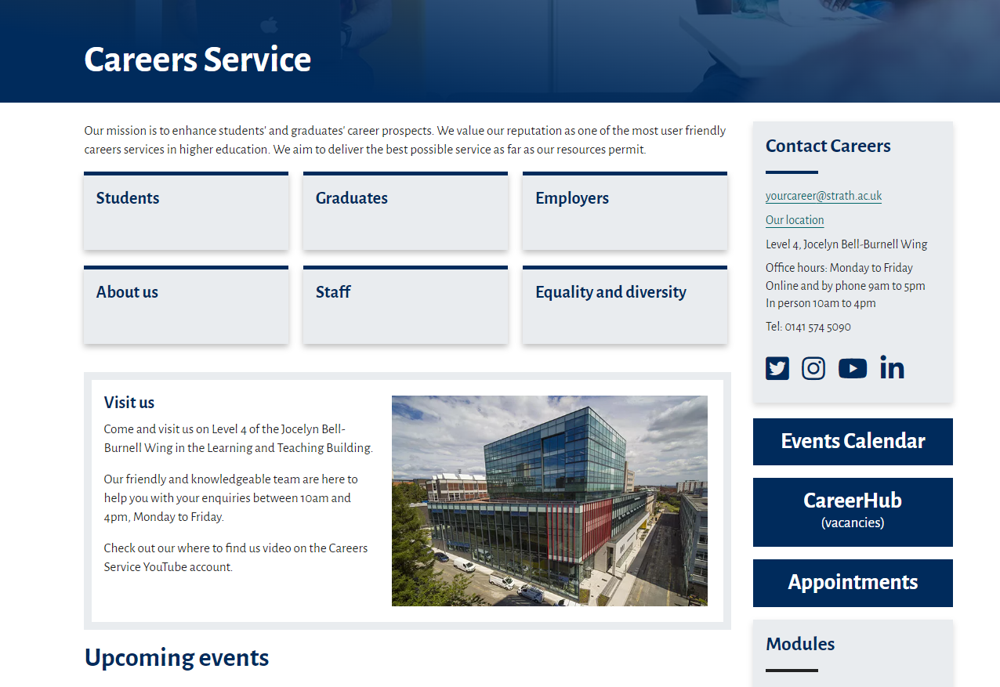 Careers Service
Our mission is to enhance students' and graduates' career prospects. We value our reputation as one of the most user friendly
careers services in higher education. We aim to deliver the best possible service as far as our resources permit.
Students
Graduates
Employers
About us
Staff
Equality and diversity
Visit us
Come and visit us on Level 4 of the Jocelyn Bell-
Burnell Wing in the Learning and Teaching Building.
Our friendly and knowledgeable team are here to
help you with your enquiries between 10am and
4pm, Monday to Friday.
Check out our where to find us video on the Careers
Service YouTube account.
Upcoming events
Contact Careers
yourcareer@strath.ac.uk
Our location
Level 4, Jocelyn Bell-Burnell Wing
Office hours: Monday to Friday
Online and by phone 9am to 5pm
In person 10am to 4pm
Tel: 0141 574 5090
in
Events Calendar
CareerHub
(vacancies)
Appointments
Modules